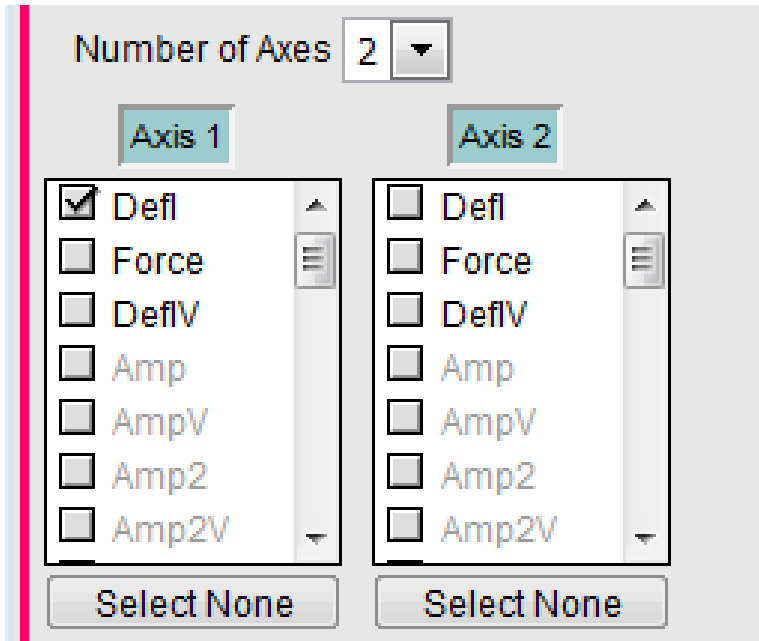 Number of Axes 2
Axis 1 Axis 2
Defl Defl
Force Force
DeflV DeflV
Amp Amp
AmpV AmpV
Amp2 Amp2
Amp2V Amp2V
Select None Select None